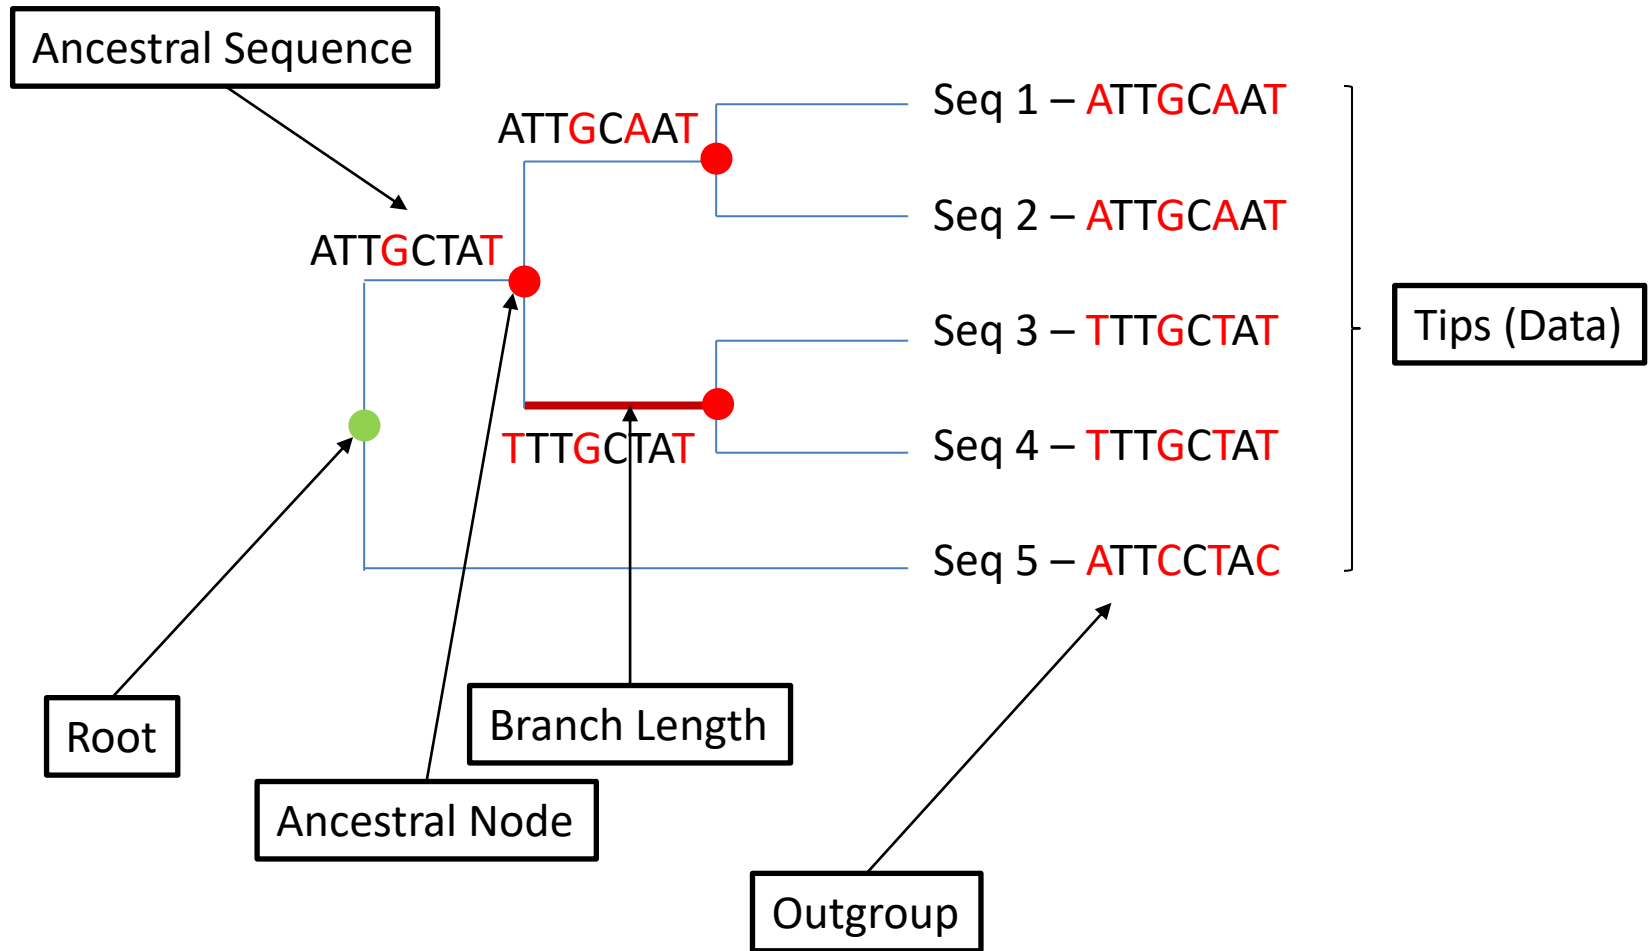 Ancestral Sequence
Seq 1 – ATTGCAAT
ATTGCAAT
Seq 2 – ATTGCAAT
ATTGCTAT
Seq 3 – TTTGCTAT
Tips (Data)
TTTGCTAT
Seq 4 – TTTGCTAT
Seq 5 – ATTCCTAC
Root
Branch Length
Ancestral Node
Outgroup